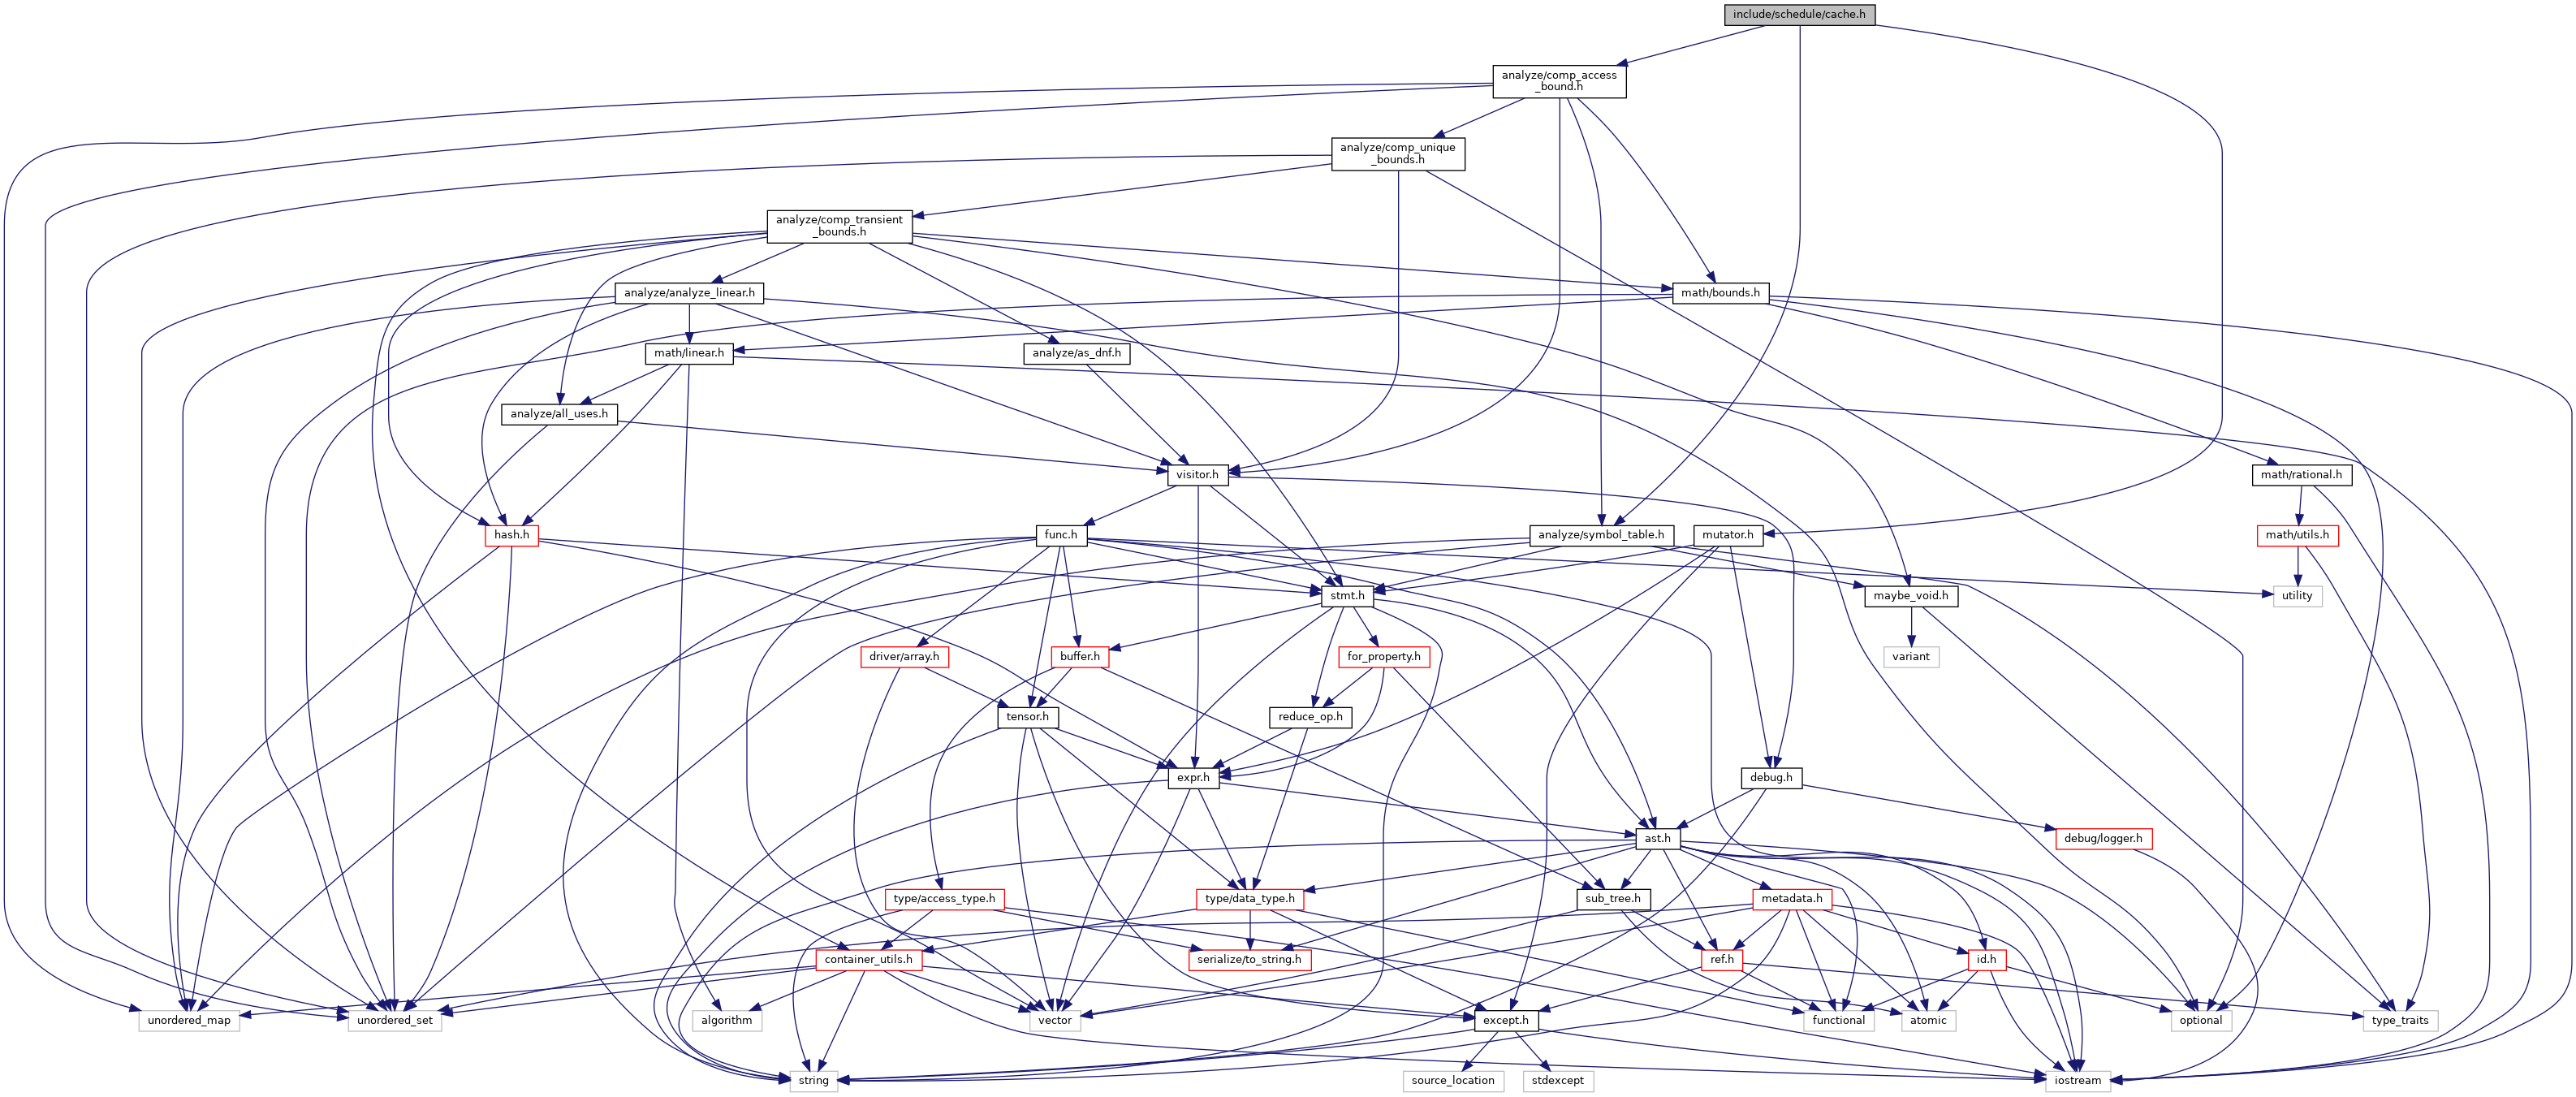 include/schedule/cache.h
analyze/comp_access
_bound.h
analyze/comp_unique
_bounds.h
analyze/comp_transient
_bounds.h
analyze/analyze_linear.h
math/bounds.h
math/linear.h
analyze/as_dnf.h
analyze/all_uses.h
visitor.h
math/rational.h
hash.h
func.h
analyze/symbol_table.h
mutator.h
math/utils.h
stmt.h
maybe_void.h
utility
driver/array.h
buffer.h
for_property.h
variant
tensor.h
reduce_op.h
expr.h
debug.h
ast.h
debug/logger.h
type/access_type.h
type/data_type.h
sub_tree.h
metadata.h
container_utils.h
serialize/to_string.h
ref.h
id.h
unordered_map
unordered_set
algorithm
vector
except.h
functional
atomic
optional
type_traits
string
source_location
stdexcept
iostream